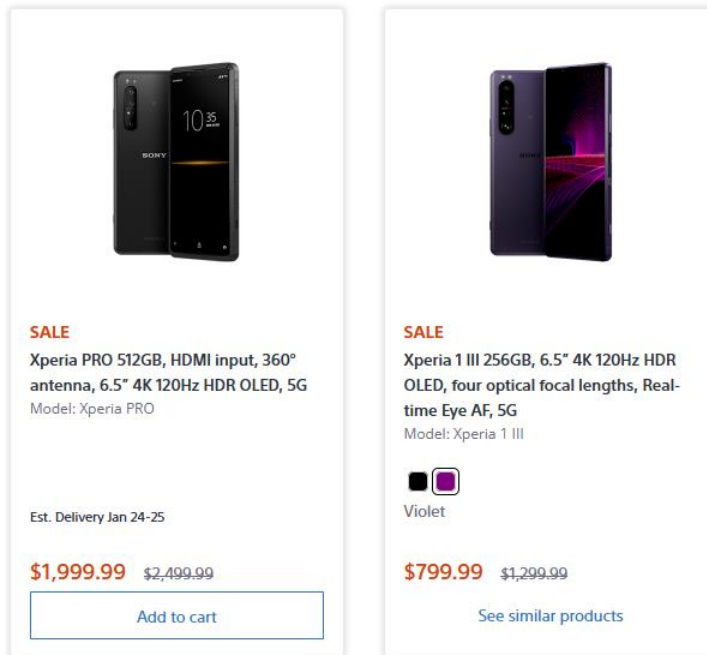 10 35
SONY
SALE
Xperia PRO 512GB, HDMI input, 360°
antenna, 6.5" 4K 120Hz HDR OLED, 5G
Model: Xperia PRO
Est. Delivery Jan 24-25
$1,999.99 $2,499.99
Add to cart
SONY
SALE
Xperia 1 III 256GB, 6.5" 4K 120Hz HDR
OLED, four optical focal lengths, Real-
time Eye AF, 5G
Model: Xperia 1 III
Violet
$799.99 $1,299.99
See similar products